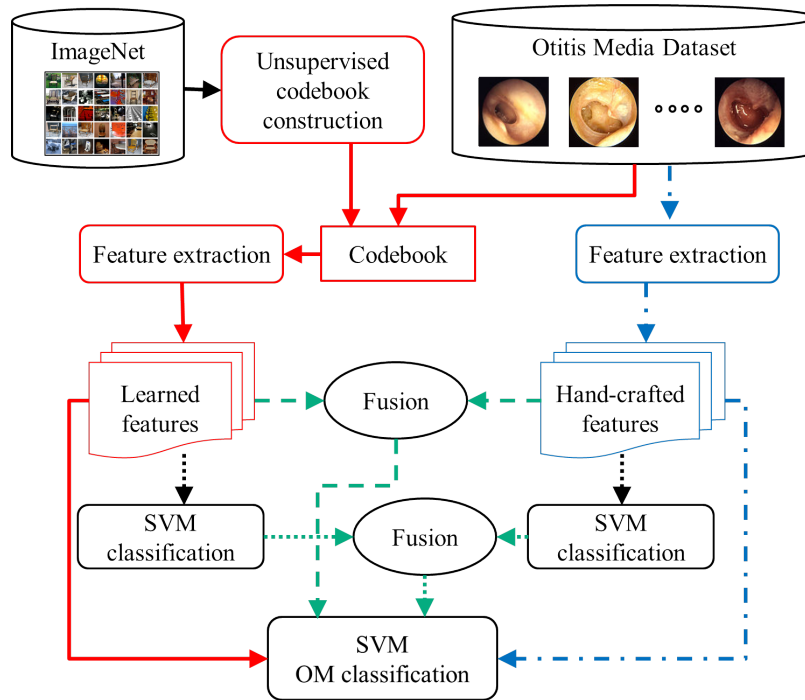 ImageNet
Unsupervised
codebook
construction
Otitis Media Dataset
Feature extraction
Codebook
Feature extraction
Learned
features
Fusion
Hand-crafted
features
SVM
classification
Fusion
SVM
classification
SVM
OM classification